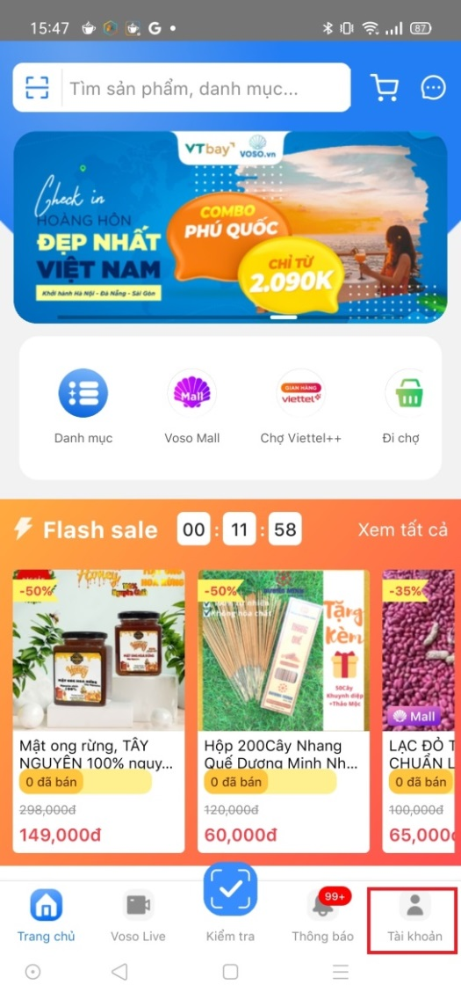 15:47
G
87
Tìm sản phẩm, danh mục...
VTbay
VOSO.vn
Check in
HOÀNG HÔN
ĐẸP NHẤT
VIỆT NAM
Khởi hành Hà Nội - Đà Nẵng - Sài Gòn
COMBO
PHÚ QUỐC
CHỈ TỪ
2.090K
Mall
GIAN HÀNG
viettel
Danh mục
Voso Mall
Chợ Viettel++
Đi chợ
Flash sale
00 : 11 : 58
Xem tất cả
-50%
Honey
-50%
Tặng
Kèm
50Cây
Khuynh diệp
+Thảo Mộc
-35%
Mall
Mật ong rừng, TÂY
NGUYÊN 100% nguy...
0 đã bán
298,000đ
149,000đ
Hộp 200Cây Nhang
Quế Dương Minh Nh...
0 đã bán
120,000đ
60,000đ
LẠC ĐỎ T
CHUẨN L
0 đã bán
100,000đ
65,000đ
99+
Trang chủ
Voso Live
Kiểm tra
Thông báo
Tài khoản